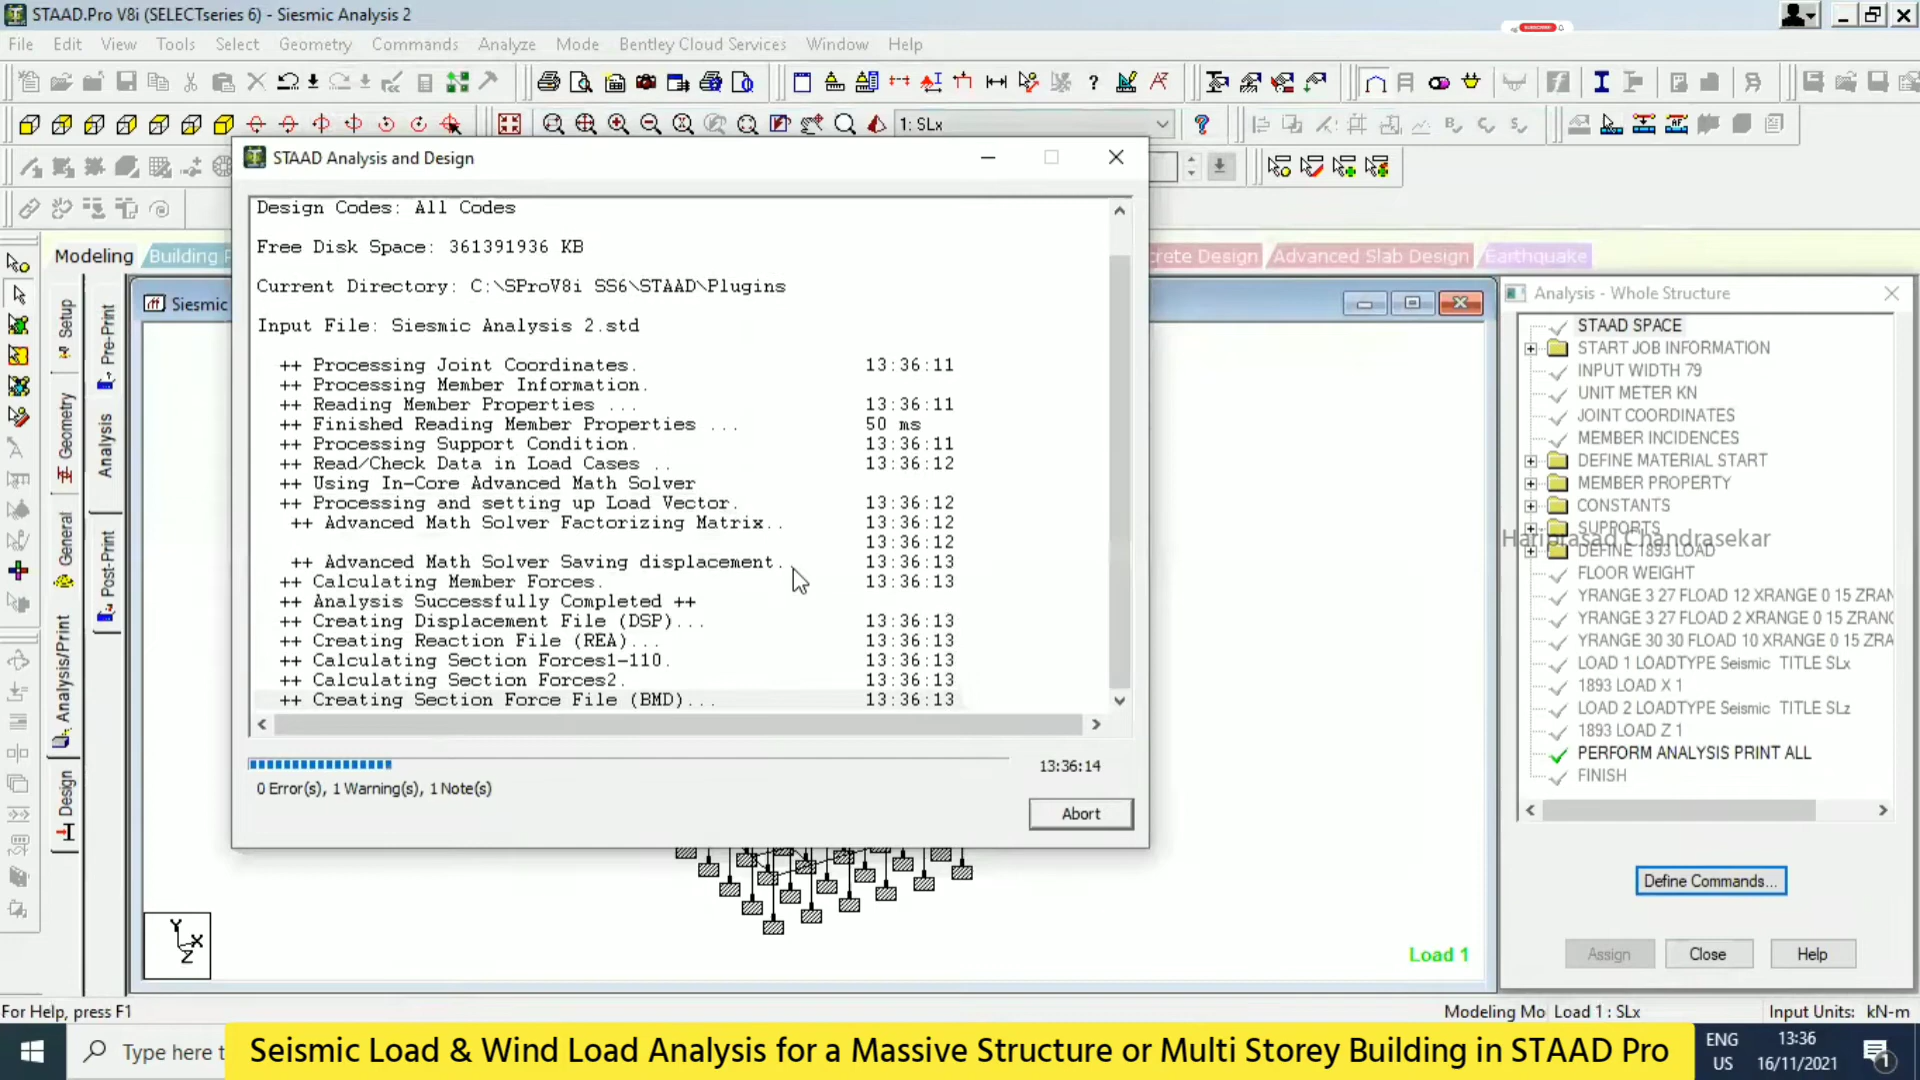 STAAD.Pro V8i (SELECTseries 6) - Siesmic Analysis 2
File Edit View Tools Select Geometry Commands Analyze Mode Bentley Cloud Services Window Help
1: SLx
STAAD Analysis and Design
Design Codes: All Codes
Free Disk Space: 361391936 KB
Current Directory: C:\SProV8i SS6\STAAD\Plugins
Input File: Siesmic Analysis 2.std
++ Processing Joint Coordinates. 13:36:11
++ Processing Member Information.
++ Reading Member Properties ... 13:36:11
++ Finished Reading Member Properties ... 50 ms
++ Processing Support Condition. 13:36:11
++ Read/Check Data in Load Cases .. 13:36:12
++ Using In-Core Advanced Math Solver
++ Processing and setting up Load Vector. 13:36:12
++ Advanced Math Solver Factorizing Matrix.. 13:36:12
13:36:12
++ Advanced Math Solver Saving displacement. 13:36:13
++ Calculating Member Forces. 13:36:13
++ Analysis Successfully Completed ++
++ Creating Displacement File (DSP)... 13:36:13
++ Creating Reaction File (REA)... 13:36:13
++ Calculating Section Forces1-110. 13:36:13
++ Calculating Section Forces2. 13:36:13
++ Creating Section Force File (BMD)... 13:36:13
13:36:14
0 Error(s), 1 Warning(s), 1 Note(s)
Abort
Modeling Building
crete Design Advanced Slab Design Earthquake
Siesmic
Setup
Geometry
General
Analysis/Print
Design
Pre-Print
Analysis
Post-Print
Y
X
Z
Load 1
Analysis - Whole Structure
STAAD SPACE
START JOB INFORMATION
INPUT WIDTH 79
UNIT METER KN
JOINT COORDINATES
MEMBER INCIDENCES
DEFINE MATERIAL START
MEMBER PROPERTY
CONSTANTS
SUPPORTS
Hariprasad Chandrasekar
DEFINE 1893 LOAD
FLOOR WEIGHT
YRANGE 3 27 FLOAD 12 XRANGE 0 15 ZRAN
YRANGE 3 27 FLOAD 2 XRANGE 0 15 ZRANG
YRANGE 30 30 FLOAD 10 XRANGE 0 15 ZRA
LOAD 1 LOADTYPE Seismic TITLE SLx
1893 LOAD X 1
LOAD 2 LOADTYPE Seismic TITLE SLz
1893 LOAD Z 1
PERFORM ANALYSIS PRINT ALL
FINISH
Define Commands...
Assign Close Help
For Help, press F1
Modeling Mo Load 1 : SLx Input Units: kN-m
Type here t
Seismic Load & Wind Load Analysis for a Massive Structure or Multi Storey Building in STAAD Pro
ENG
US
13:36
16/11/2021
1